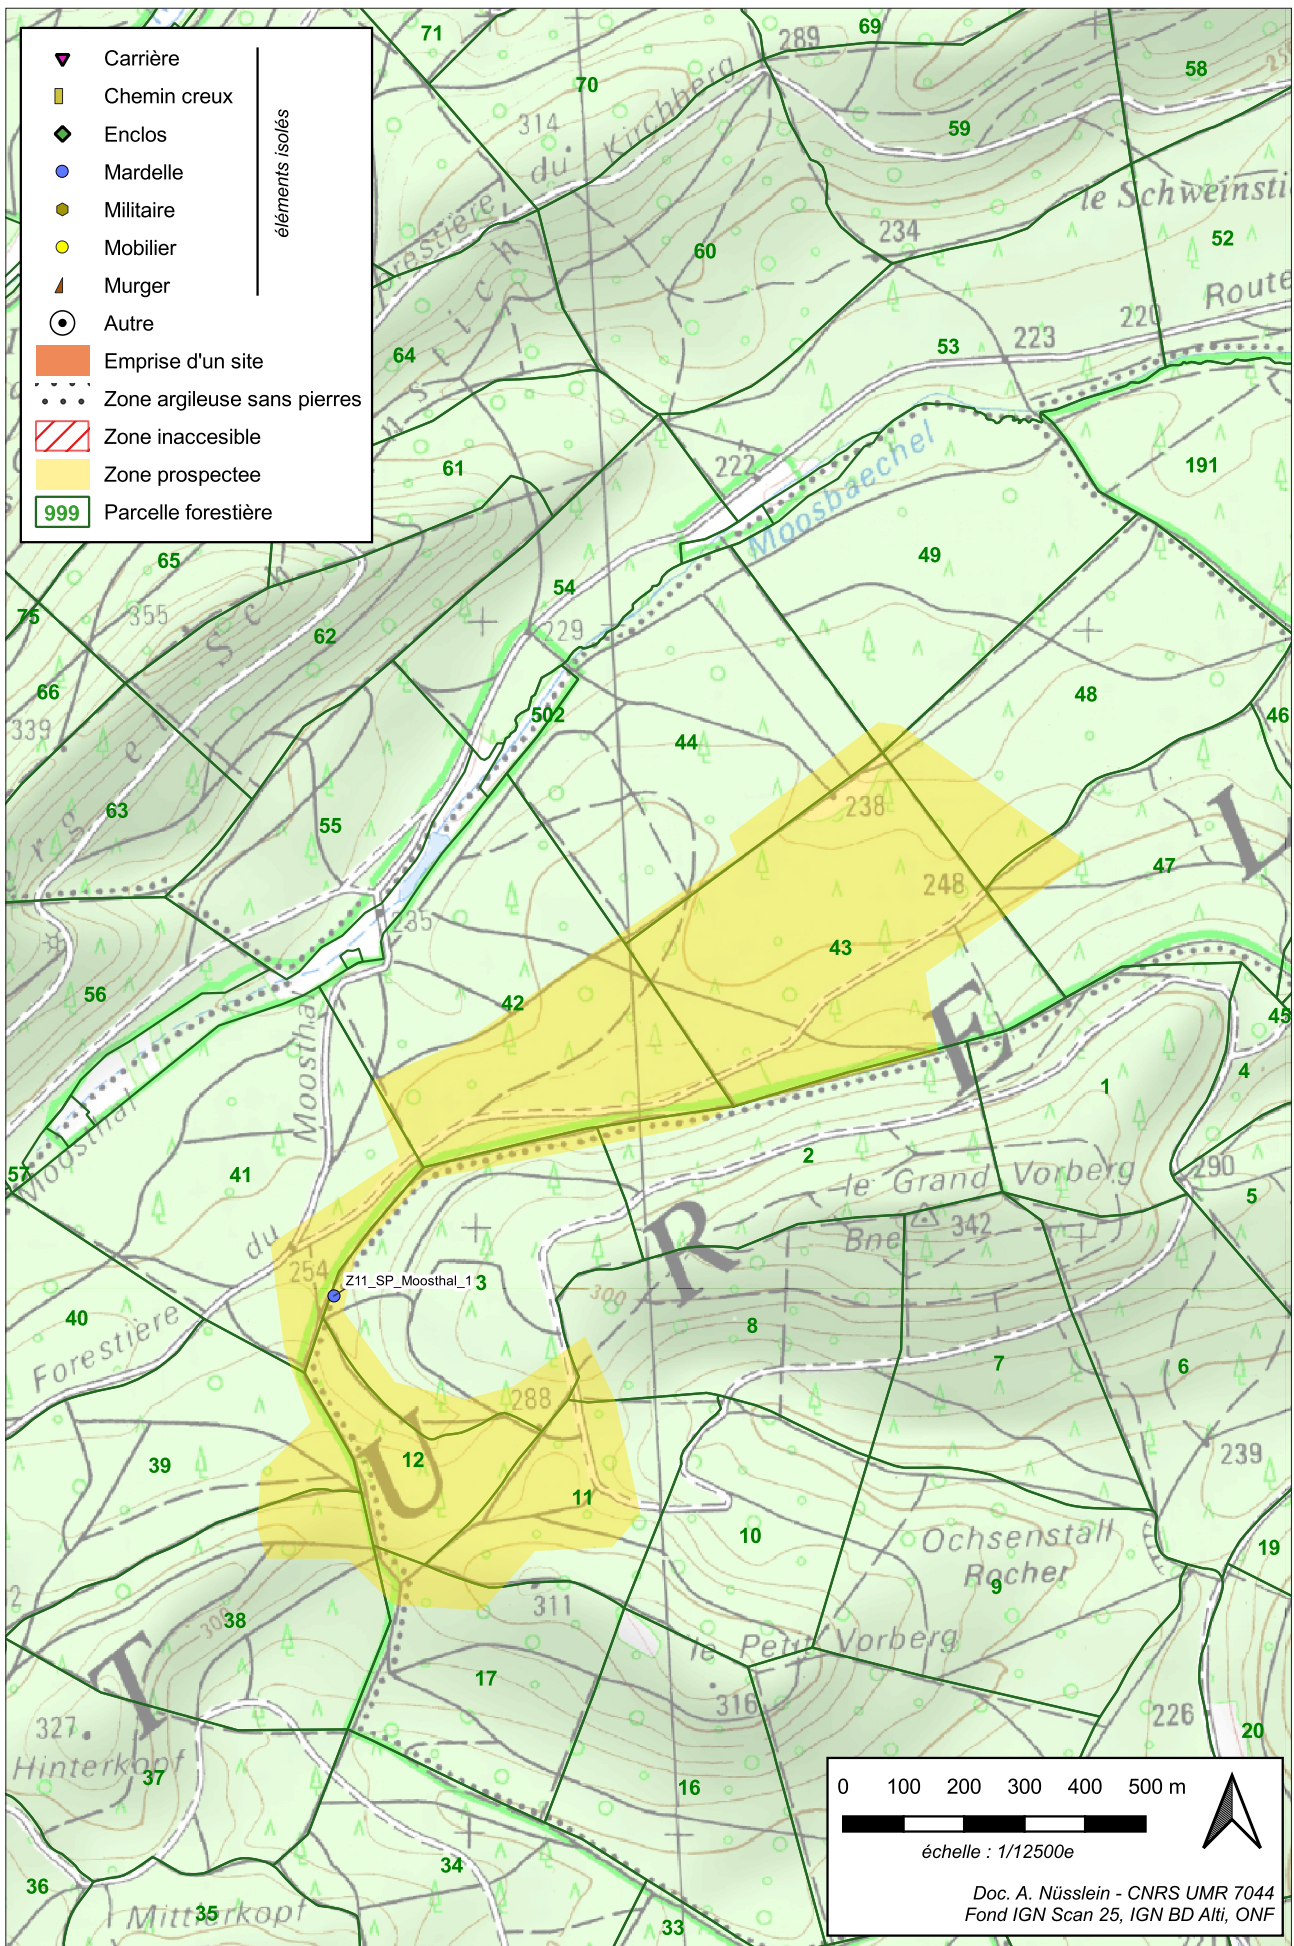 Carrière
Chemin creux
Enclos
Mardelle
Militaire
Mobilier
Murger
éléments isolés
Autre
Emprise d'un site
Zone argileuse sans pierres
Zone inaccesible
Zone prospectee
999 Parcelle forestière
71
70
289
69
58
59
314
du Kirchberg
forestière
le Schweinsti
234
52
60
Route
220
223
53
64
61
222
Moosbaechel
191
49
65
54
75
355
62
229
66
339
502
44
48
46
63
55
238
47
248
235
43
42
56
45
Moosthal
4
1
Moosthal
57
41
2
le Grand Vorberg
290
5
Bne
342
du
254
Z11_SP_Moosthal_1
3
300
40
Forestière
8
7
6
288
12
239
39
11
10
Ochsenstall
Rocher
9
19
311
38
300
le Petit Vorberg
17
316
327
Hinterkopf
37
226
20
16
34
36
35
Mittlerkopf
33
T U R E L
0 100 200 300 400 500 m
échelle : 1/12500e
Doc. A. Nüsslein - CNRS UMR 7044
Fond IGN Scan 25, IGN BD Alti, ONF